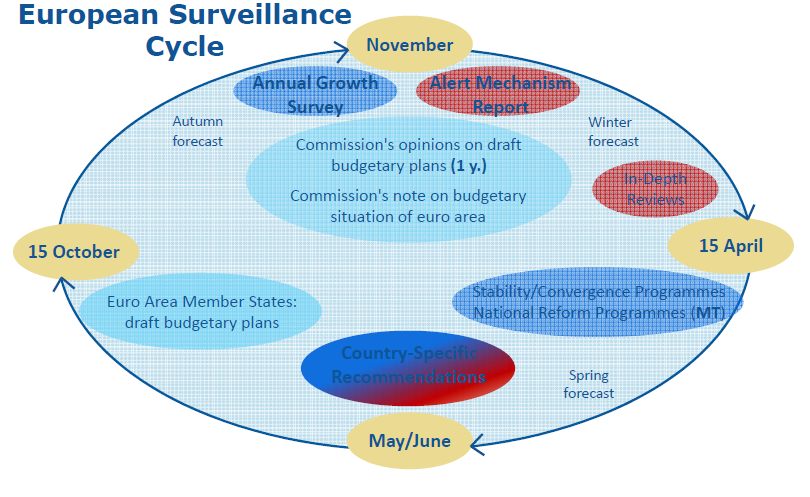 European Surveillance
Cycle
November
Annual Growth
Survey
Alert Mechanism
Report
Autumn
forecast
Winter
forecast
Commission's opinions on draft
budgetary plans (1 y.)
Commission's note on budgetary
situation of euro area
In-Depth
Reviews
15 October
15 April
Euro Area Member States:
draft budgetary plans
Stability/Convergence Programmes
National Reform Programmes (MT)
Country-Specific
Recommendations
Spring
forecast
May/June